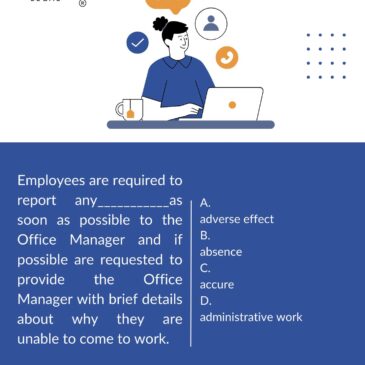 ®
Employees are required to
report any___________as
soon as possible to the
Office Manager and if
possible are requested to
provide the Office
Manager with brief details
about why they are
unable to come to work.
A.
adverse effect
B.
absence
C.
accure
D.
administrative work